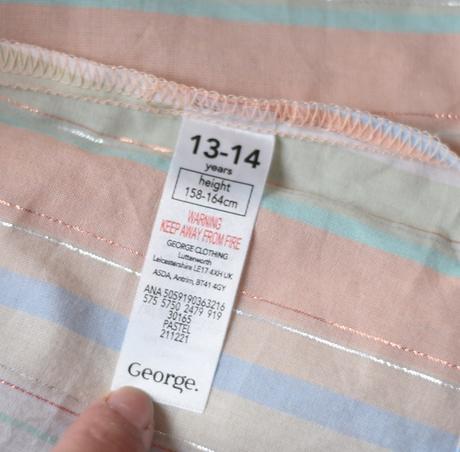 13-14
years
height
158-164cm
WARNING
KEEP AWAY FROM FIRE
GEORGE CLOTHING
Lutterworth
Leicestershire LE17 4XH UK
ASDA, Antrim, BT41 4GY
ANA 5059190363216
575 5750 2479 919
30165
PASTEL
211221
George.